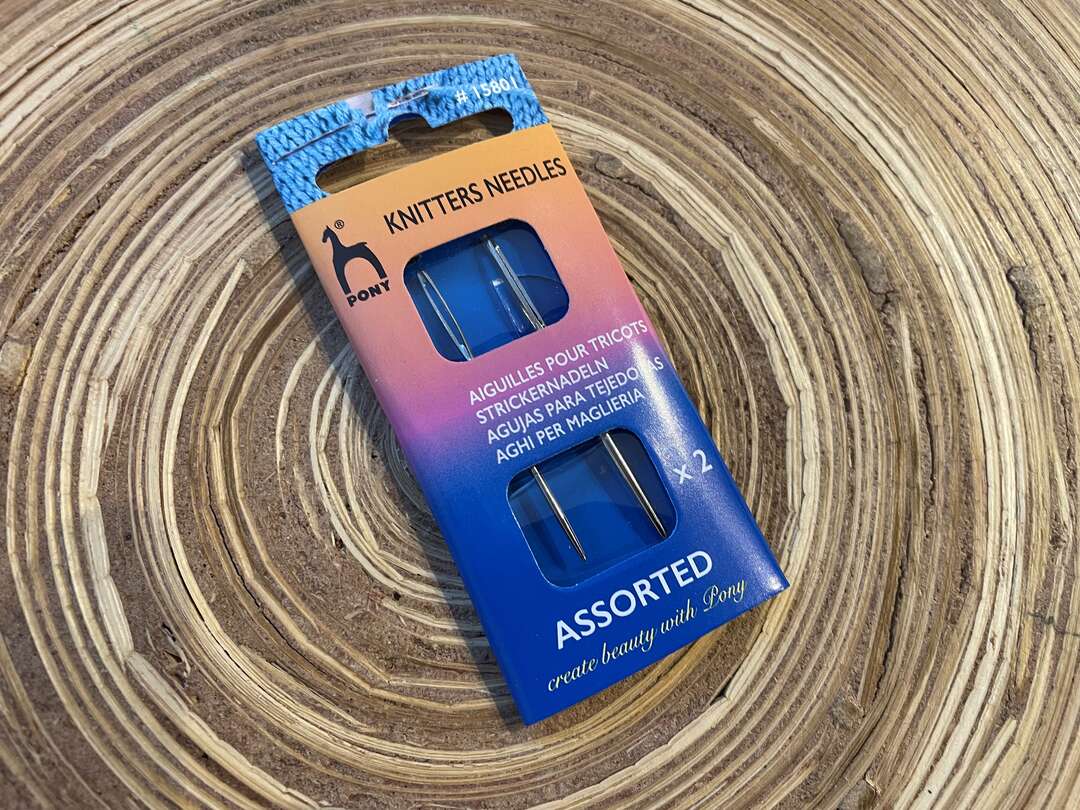 # 15801
KNITTERS NEEDLES
®
PONY
AIGUILLES POUR TRICOTS
STRICKERNADELN
AGUJAS PARA TEJEDORAS
AGHI PER MAGLIERIA
x 2
ASSORTED
create beauty with Pony